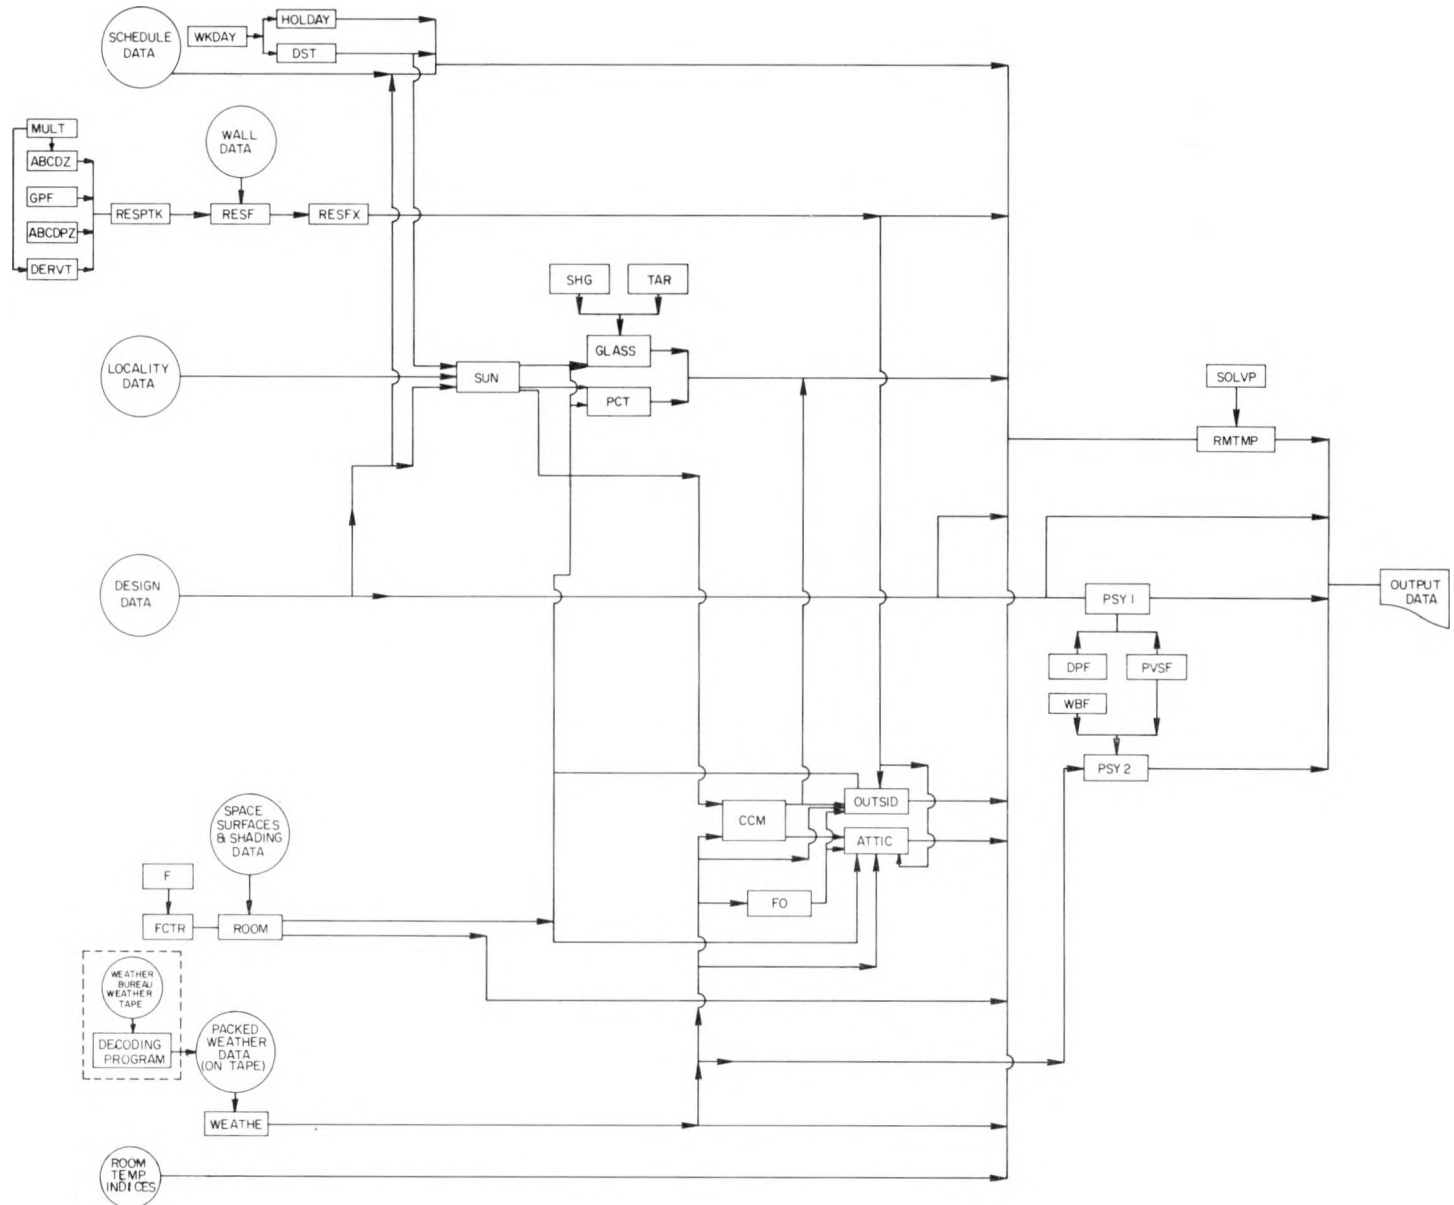 SCHEDULE
DATA
WKDAY
HOLDAY
DST
MULT
ABCDZ
GPF
ABCDPZ
DERVT
RESPTK
WALL
DATA
RESF
RESFX
SHG
TAR
GLASS
PCT
LOCALITY
DATA
SUN
SOLVP
RMTMP
DESIGN
DATA
PSY 1
OUTPUT
DATA
DPF
PVSF
WBF
PSY 2
SPACE
SURFACES
& SHADING
DATA
CCM
OUTSID
ATTIC
FO
F
FCTR
ROOM
WEATHER
BUREAU
WEATHER
TAPE
DECODING
PROGRAM
PACKED
WEATHER
DATA
(ON TAPE)
WEATHE
ROOM
TEMP
INDICES